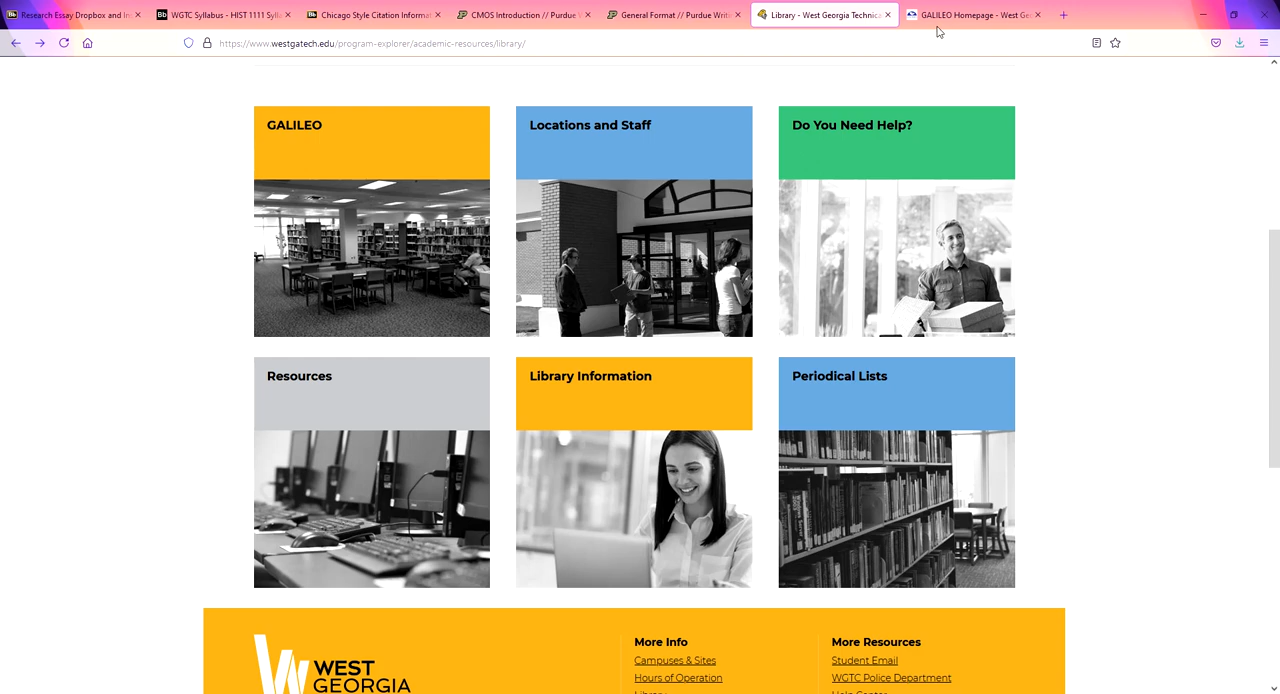 Research Essay Dropbox and In
WGTC Syllabus - HIST 1111 Syll
Chicago Style Citation Informat
CMOS Introduction // Purdue
General Format // Purdue Writin
Library - West Georgia Technica
GALILEO Homepage - West Ge
https://www.westgatech.edu/program-explorer/academic-resources/library/
GALILEO
Locations and Staff
Do You Need Help?
Resources
Library Information
Periodical Lists
More Info
More Resources
Campuses & Sites
Student Email
WEST
GEORGIA
Hours of Operation
WGTC Police Department